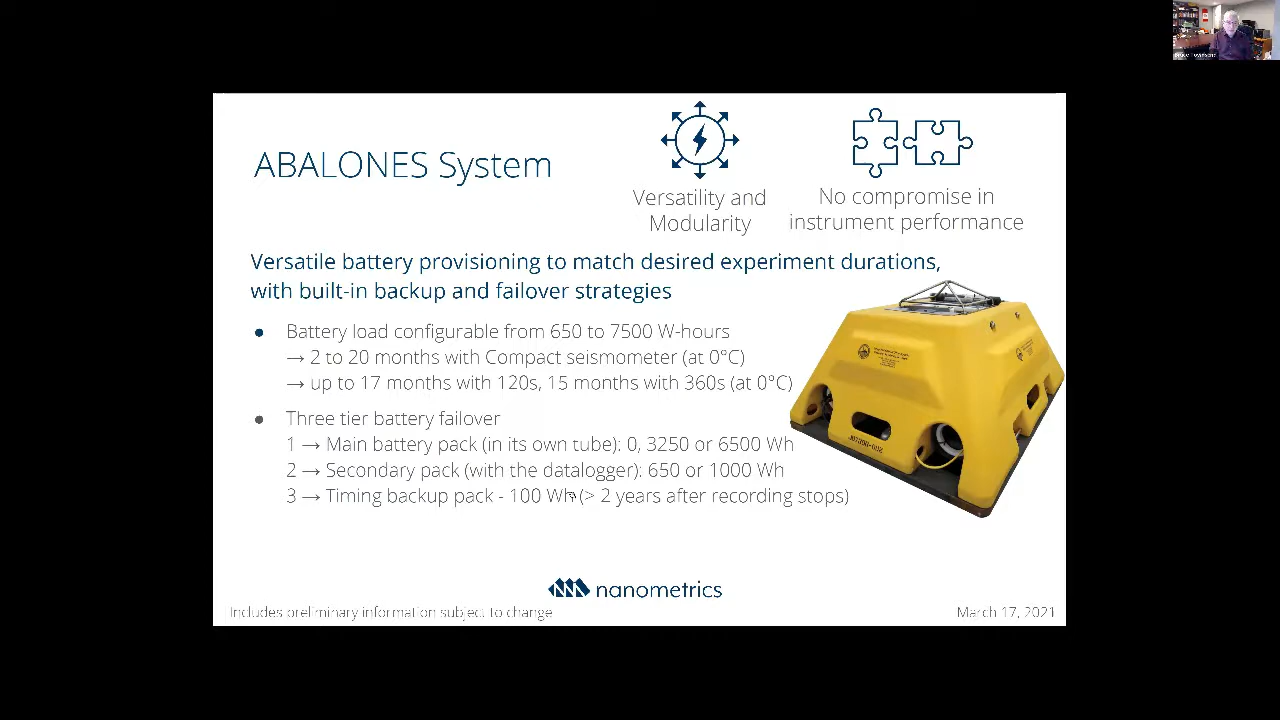 Bruce Townsend
ABALONES System
Versatility and
Modularity
No compromise in
instrument performance
Versatile battery provisioning to match desired experiment durations,
with built-in backup and failover strategies
● Battery load configurable from 650 to 7500 W-hours
→ 2 to 20 months with Compact seismometer (at 0°C)
→ up to 17 months with 120s, 15 months with 360s (at 0°C)
● Three tier battery failover
1 → Main battery pack (in its own tube): 0, 3250 or 6500 Wh
2 → Secondary pack (with the datalogger): 650 or 1000 Wh
3 → Timing backup pack - 100 Wh (> 2 years after recording stops)
nanometrics
Includes preliminary information subject to change
March 17, 2021